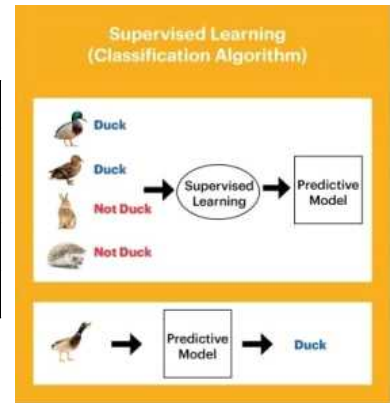 Supervised Learning
(Classification Algorithm)
Duck
Duck
Not Duck
Not Duck
Supervised
Learning
Predictive
Model
Predictive
Model
Duck